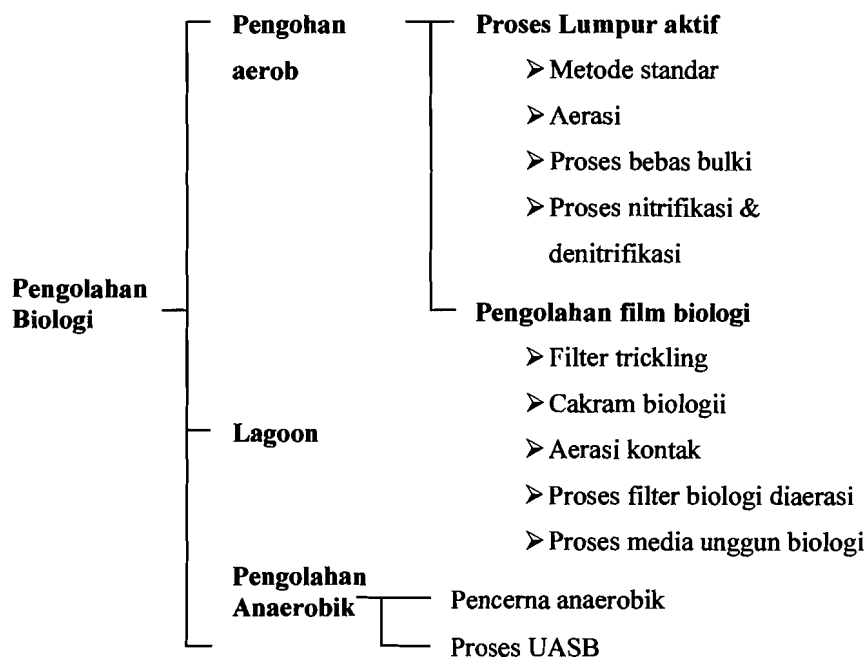 Pengohan
aerob
Proses Lumpur aktif
➢ Metode standar
➢ Aerasi
➢ Proses bebas bulki
➢ Proses nitrifikasi &
denitrifikasi
Pengolahan
Biologi
Pengolahan film biologi
➢ Filter trickling
➢ Cakram biologii
➢ Aerasi kontak
➢ Proses filter biologi diaerasi
➢ Proses media unggun biologi
Lagoon
Pengolahan
Anaerobik
Pencerna anaerobik
Proses UASB